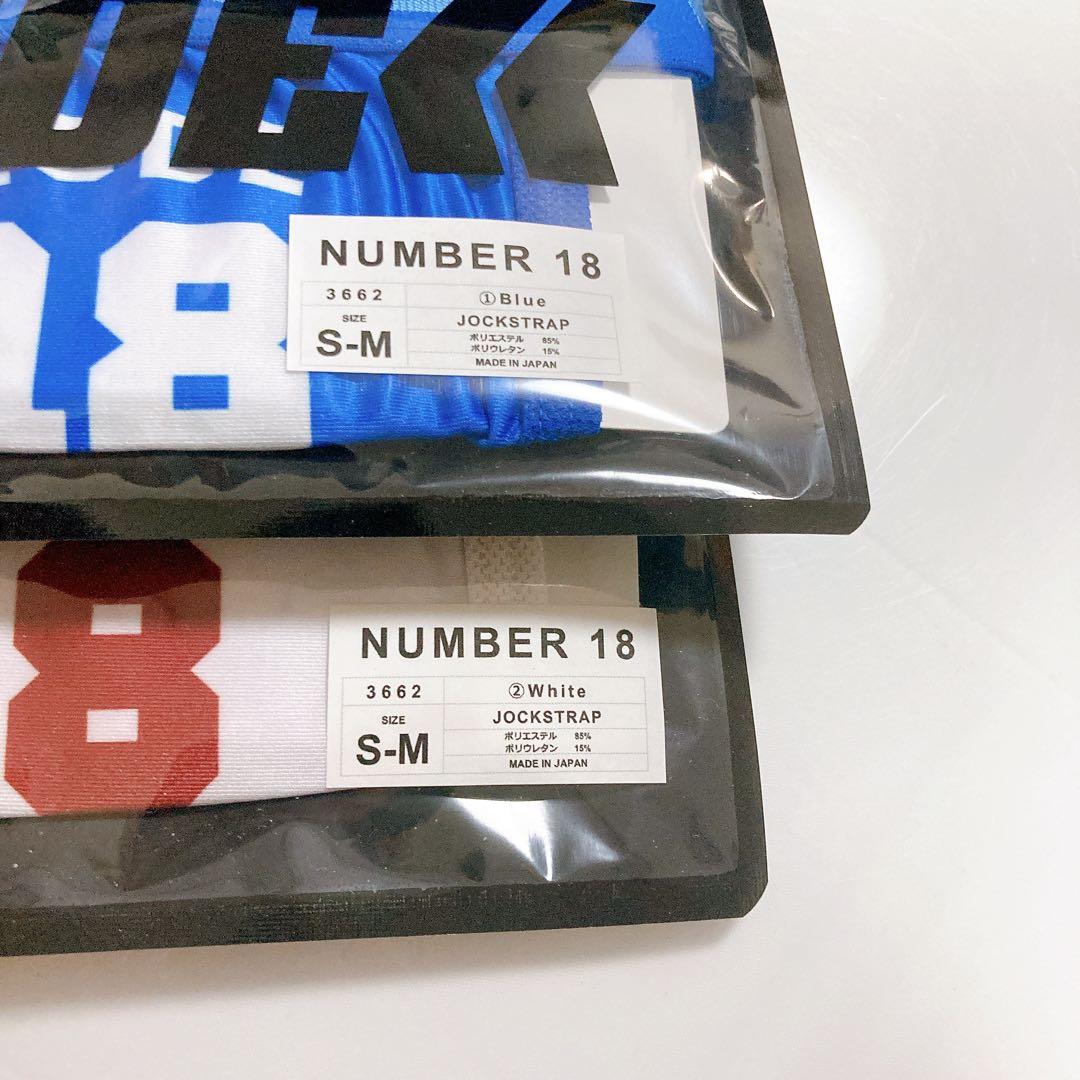 18
NUMBER 18
3662 ①Blue
SIZE JOCKSTRAP
S-M ポリエステル 85%
ポリウレタン 15%
MADE IN JAPAN
8
NUMBER 18
3662 ②White
SIZE JOCKSTRAP
S-M ポリエステル 85%
ポリウレタン 15%
MADE IN JAPAN